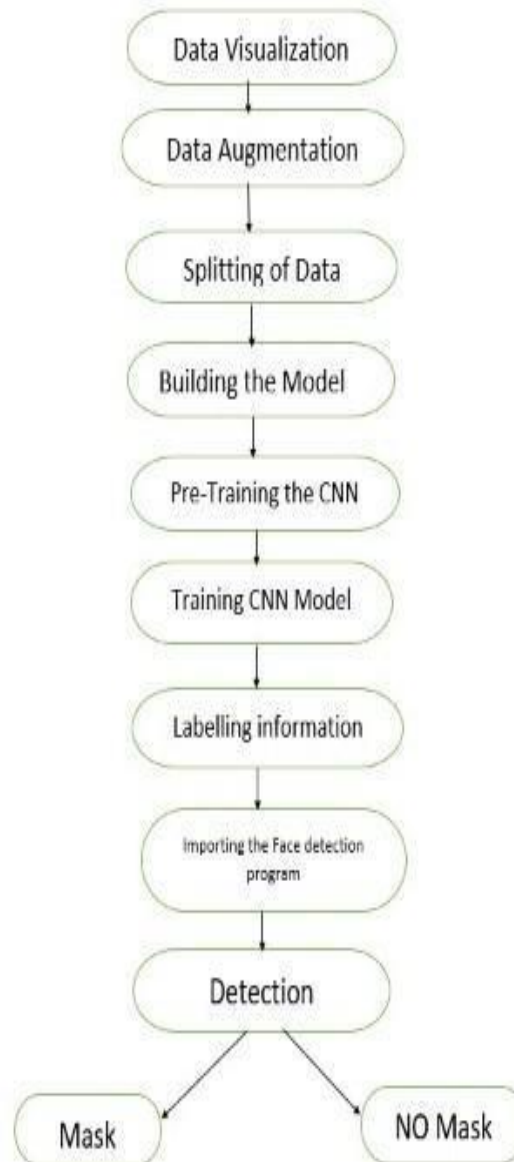 Data Visualization
Data Augmentation
Splitting of Data
Building the Model
Pre-Training the CNN
Training CNN Model
Labelling information
Importing the Face detection
program
Detection
Mask
NO Mask